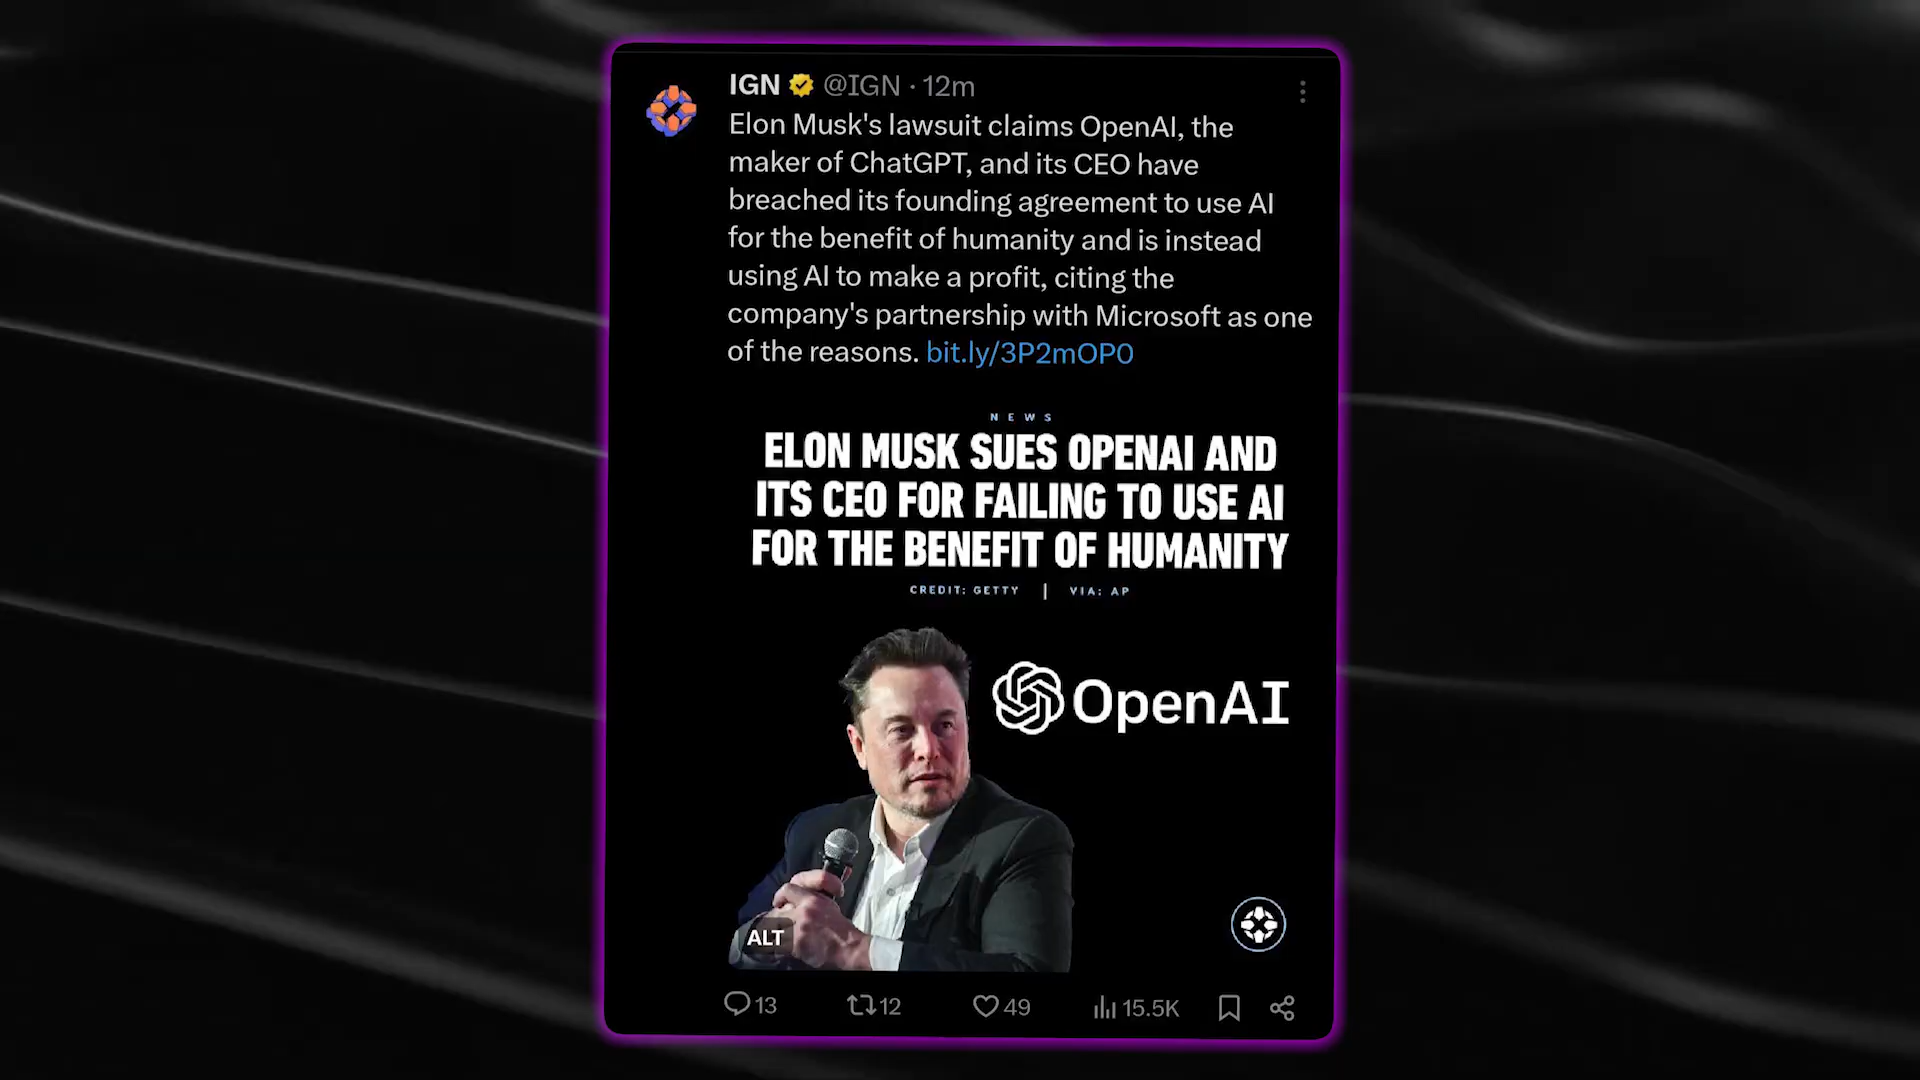 IGN @IGN · 12m
Elon Musk's lawsuit claims OpenAI, the
maker of ChatGPT, and its CEO have
breached its founding agreement to use AI
for the benefit of humanity and is instead
using AI to make a profit, citing the
company's partnership with Microsoft as one
of the reasons. bit.ly/3P2mOP0
NEWS
ELON MUSK SUES OPENAI AND
ITS CEO FOR FAILING TO USE AI
FOR THE BENEFIT OF HUMANITY
CREDIT: GETTY | VIA: AP
OpenAI
ALT
13 12 49 15.5K